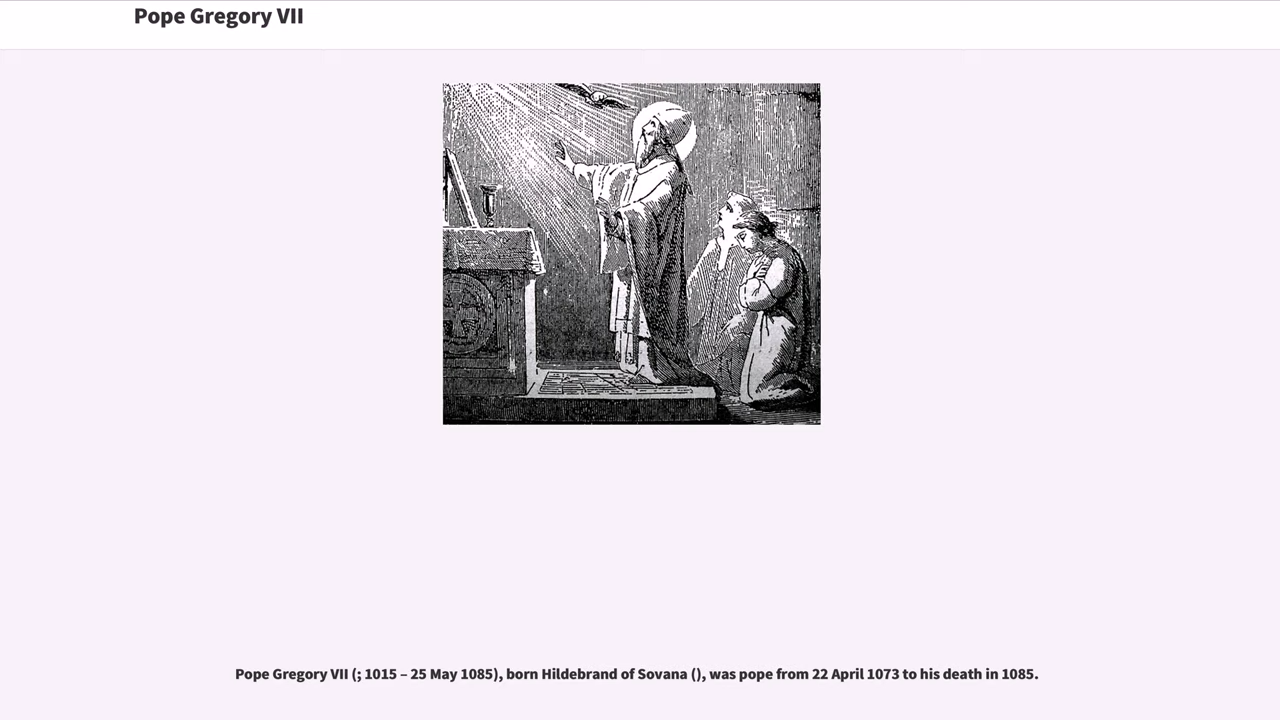 Pope Gregory VII
Pope Gregory VII (; 1015 – 25 May 1085), born Hildebrand of Sovana (), was pope from 22 April 1073 to his death in 1085.